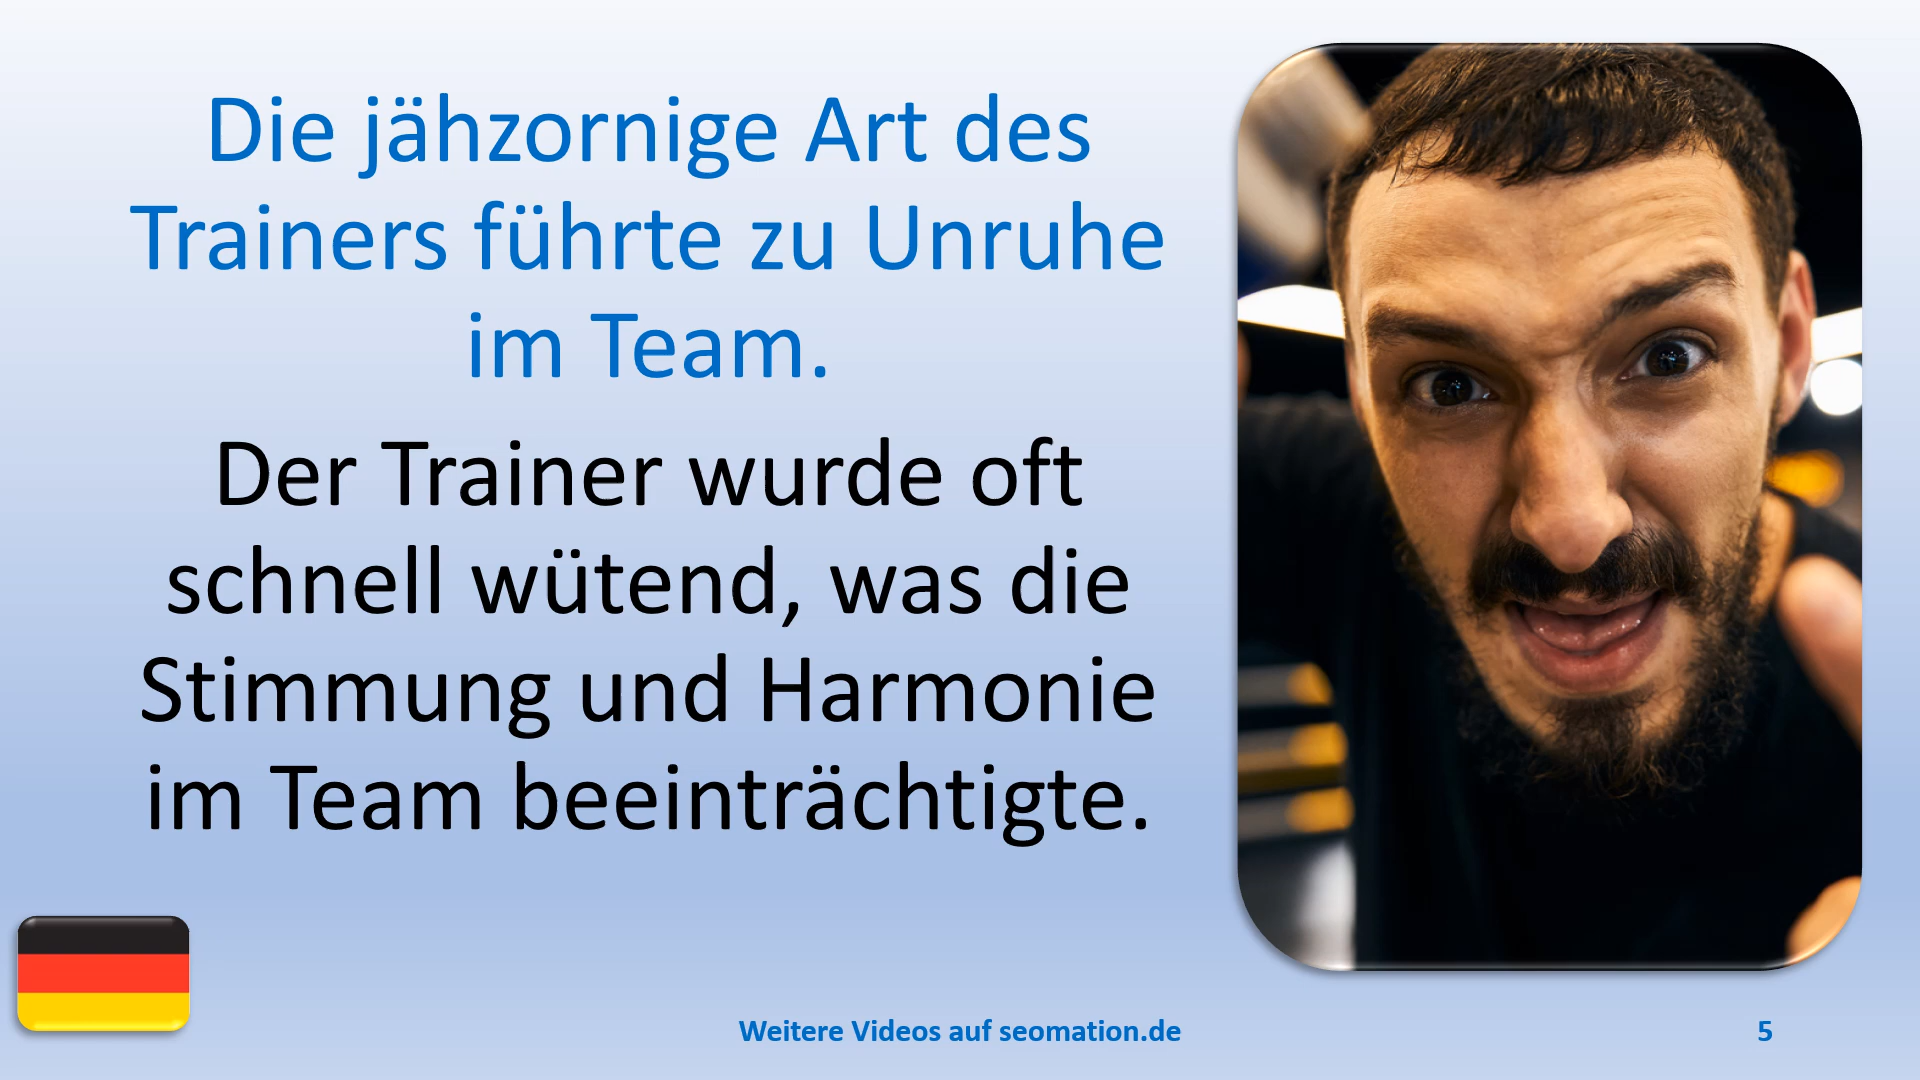 Die jähzornige Art des
Trainers führte zu Unruhe
im Team.
Der Trainer wurde oft
schnell wütend, was die
Stimmung und Harmonie
im Team beeinträchtigte.
Weitere Videos auf seomation.de
5